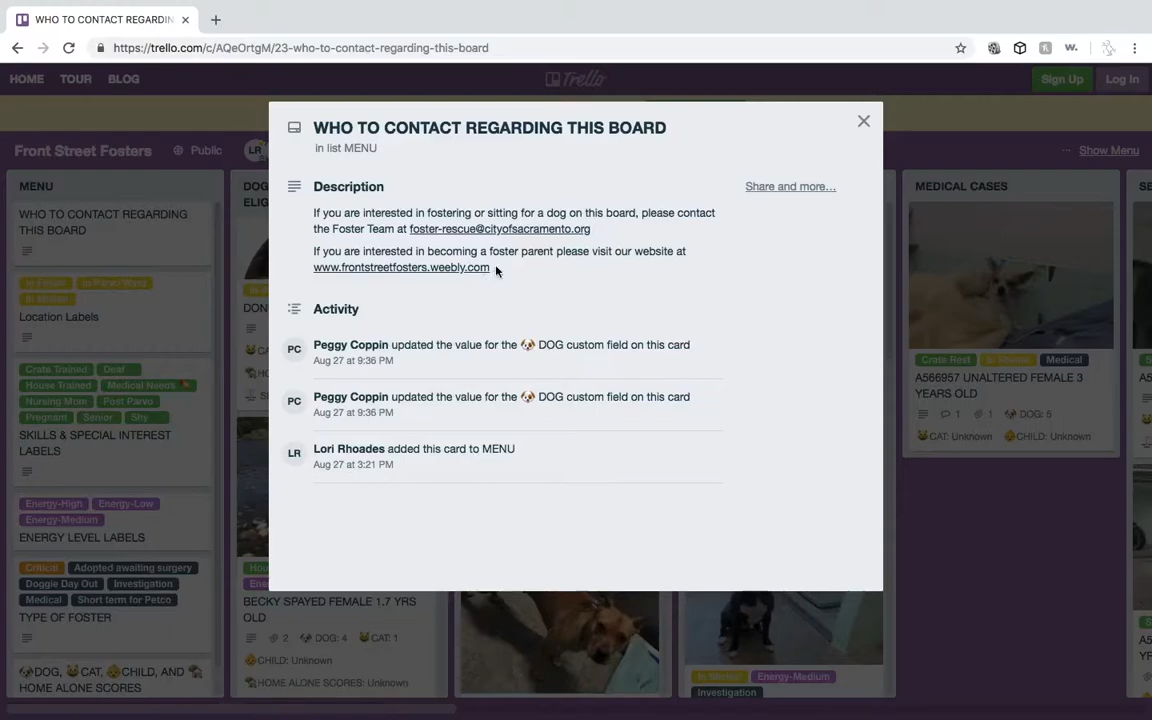 WHO TO CONTACT REGARDIN
https://trello.com/c/AQeOrtgM/23-who-to-contact-regarding-this-board
HOME TOUR BLOG
Trello
Sign Up Log In
Front Street Fosters
Public
LR
Show Menu
MENU
WHO TO CONTACT REGARDING
THIS BOARD
Location Labels
Crate Trained Deaf
House Trained Medical Needs
Nursing Mom Post Parvo
Pregnant Senior Shy
SKILLS & SPECIAL INTEREST
LABELS
Energy-High Energy-Low
Energy-Medium
ENERGY LEVEL LABELS
Critical Adopted awaiting surgery
Doggie Day Out Investigation
Medical Short term for Petco
TYPE OF FOSTER
🐶DOG, 😺CAT, 👶CHILD, AND
HOME ALONE SCORES
WHO TO CONTACT REGARDING THIS BOARD
in list MENU
Description
Share and more…
If you are interested in fostering or sitting for a dog on this board, please contact
the Foster Team at foster-rescue@cityofsacramento.org
If you are interested in becoming a foster parent please visit our website at
www.frontstreetfosters.weebly.com
Activity
PC
Peggy Coppin updated the value for the 🐶 DOG custom field on this card
Aug 27 at 9:36 PM
PC
Peggy Coppin updated the value for the 🐶 DOG custom field on this card
Aug 27 at 9:36 PM
LR
Lori Rhoades added this card to MENU
Aug 27 at 3:21 PM
BECKY SPAYED FEMALE 1.7 YRS
OLD
2 DOG: 4 CAT: 1
CHILD: Unknown
HOME ALONE SCORES: Unknown
Energy-Medium
Investigation
MEDICAL CASES
Crate Rest Medical
A566957 UNALTERED FEMALE 3
YEARS OLD
1 1 DOG: 5
CAT: Unknown CHILD: Unknown